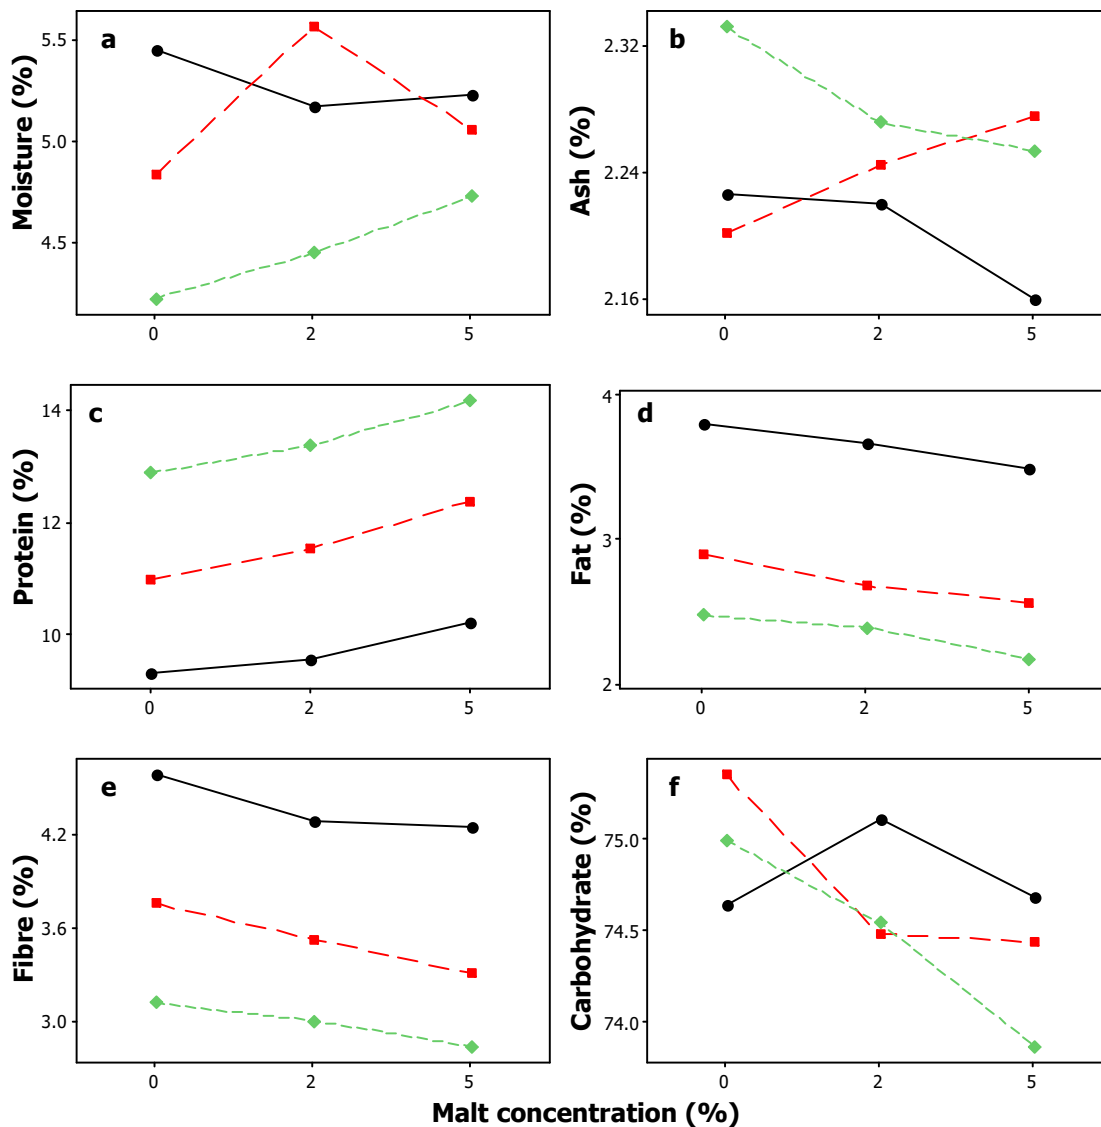 a
Moisture (%)
5.5
5.0
4.5
0 2 5
b
Ash (%)
2.32
2.24
2.16
0 2 5
c
Protein (%)
14
12
10
0 2 5
d
Fat (%)
4
3
2
0 2 5
e
Fibre (%)
4.2
3.6
3.0
0 2 5
f
Carbohydrate (%)
75.0
74.5
74.0
0 2 5
Malt concentration (%)